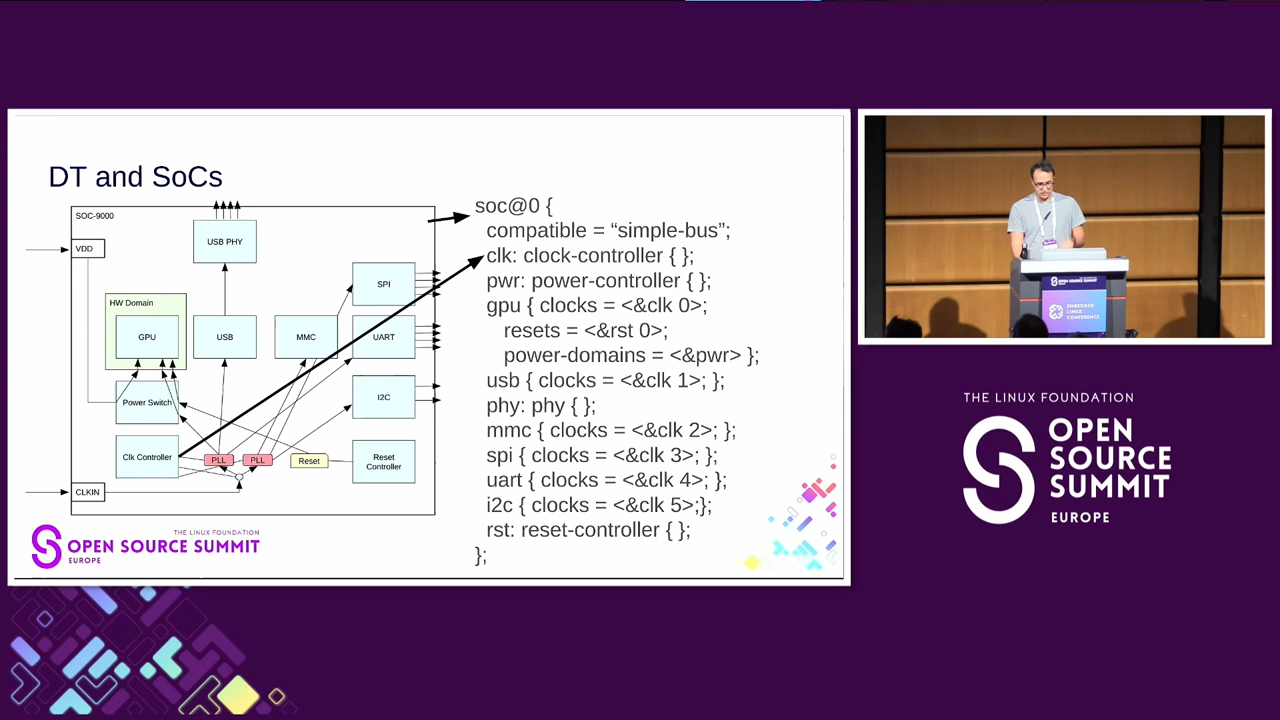 DT and SoCs
SOC-9000
VDD
USB PHY
SPI
HW Domain
GPU
USB
MMC
UART
Power Switch
I2C
Clk Controller
PLL
PLL
Reset
Reset
Controller
CLKIN
soc@0 {
compatible = “simple-bus”;
clk: clock-controller { };
pwr: power-controller { };
gpu { clocks = <&clk 0>;
resets = <&rst 0>;
power-domains = <&pwr> };
usb { clocks = <&clk 1>; };
phy: phy { };
mmc { clocks = <&clk 2>; };
spi { clocks = <&clk 3>; };
uart { clocks = <&clk 4>; };
i2c { clocks = <&clk 5>;};
rst: reset-controller { };
};
THE LINUX FOUNDATION
OPEN SOURCE SUMMIT
EUROPE
EMBEDDED
LINUX
CONFERENCE
THE LINUX FOUNDATION
OPEN
SOURCE
SUMMIT
EUROPE